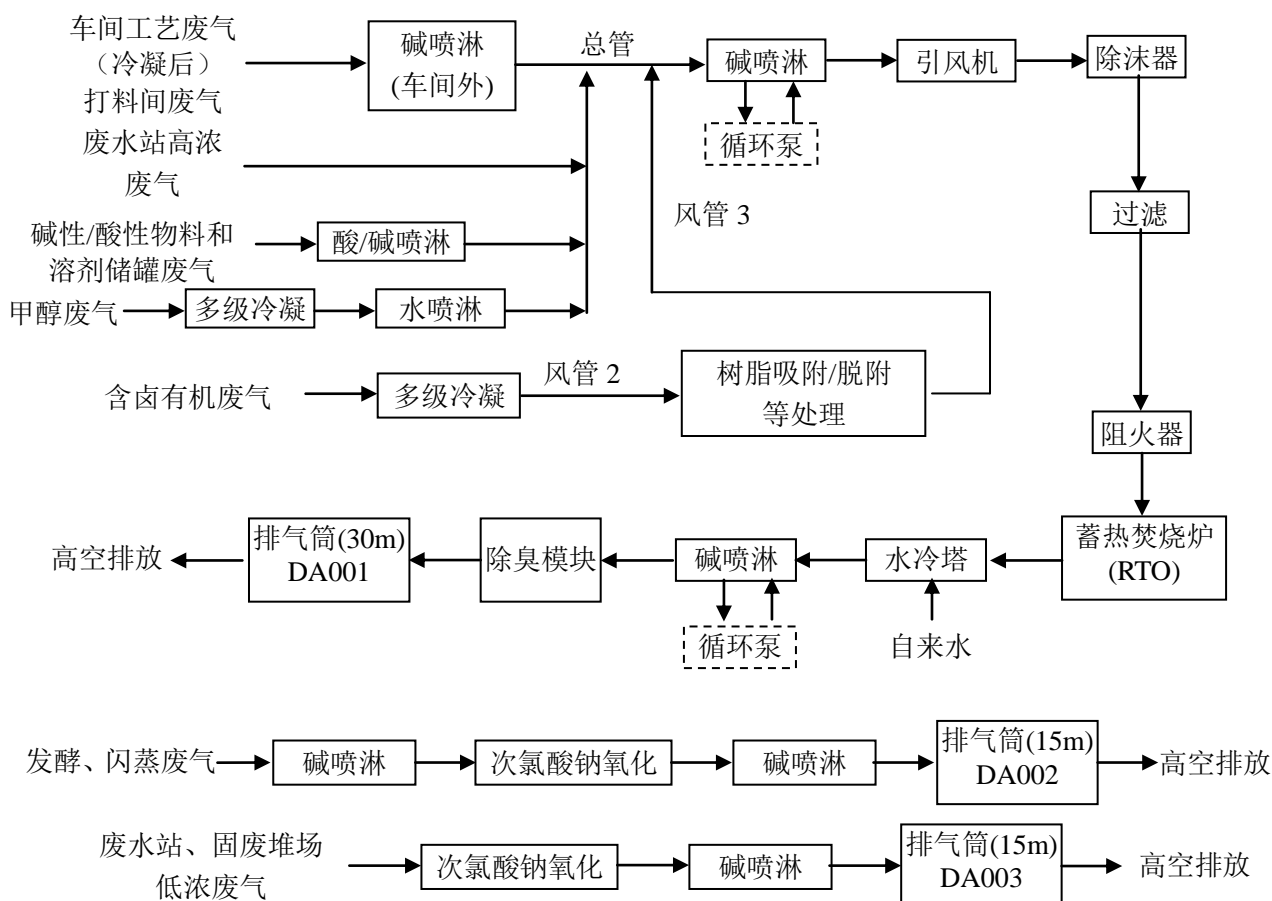 车间工艺废气
（冷凝后）
打料间废气
碱喷淋
(车间外)
总管
碱喷淋
引风机
除沫器
循环泵
废水站高浓
废气
过滤
风管 3
碱性/酸性物料和
溶剂储罐废气
酸/碱喷淋
甲醇废气
多级冷凝
水喷淋
含卤有机废气
多级冷凝
风管 2
树脂吸附/脱附
等处理
阻火器
高空排放
排气筒(30m)
DA001
除臭模块
碱喷淋
水冷塔
蓄热焚烧炉
(RTO)
循环泵
自来水
发酵、闪蒸废气
碱喷淋
次氯酸钠氧化
碱喷淋
排气筒(15m)
DA002
高空排放
废水站、固废堆场
低浓废气
次氯酸钠氧化
碱喷淋
排气筒(15m)
DA003
高空排放